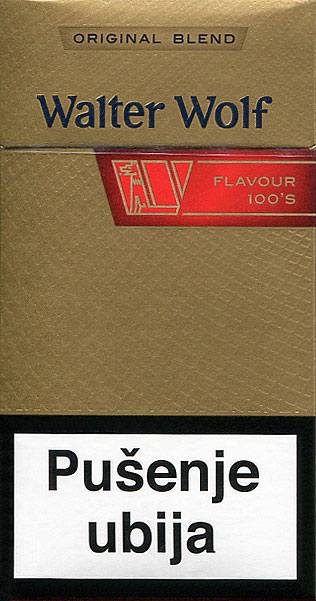 ORIGINAL BLEND
Walter Wolf
FLAVOUR
100'S
Pušenje
ubija